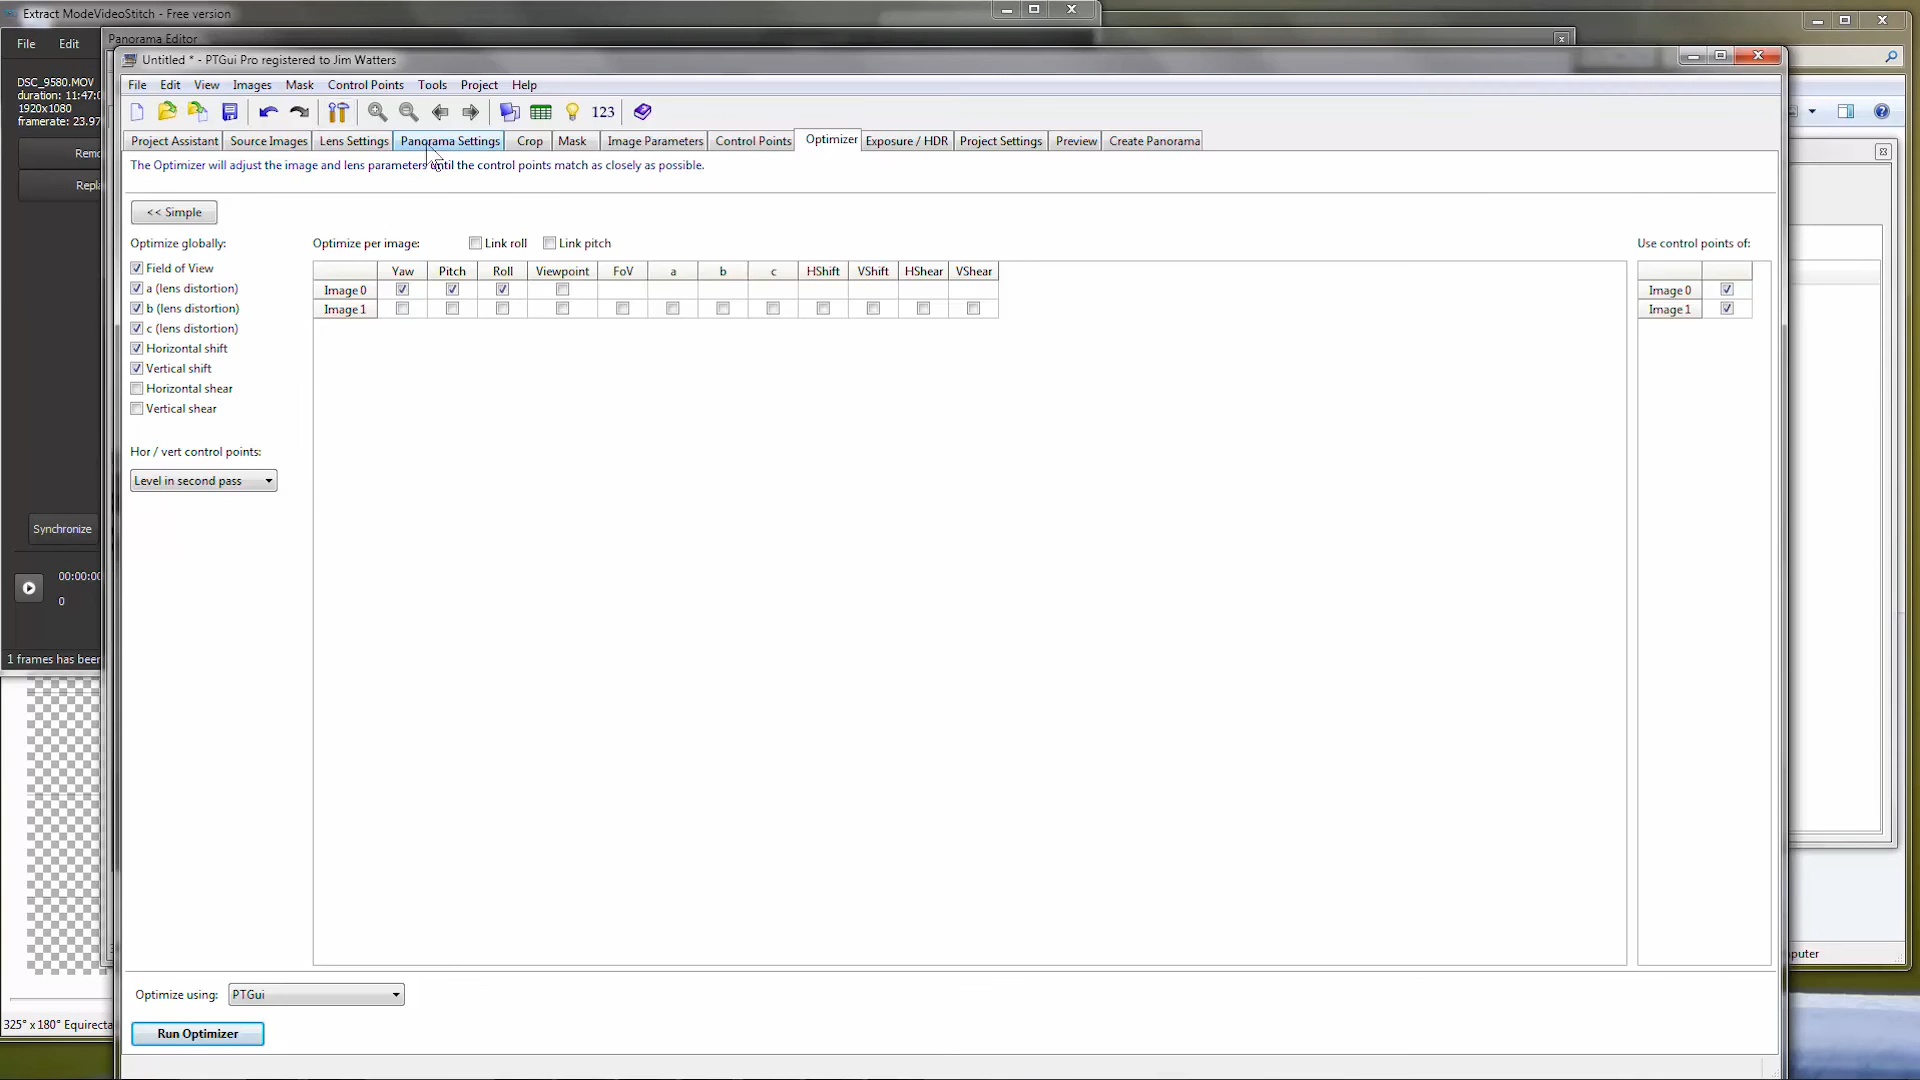 Extract ModeVideoStitch - Free version
File Edit
Panorama Editor
DSC_9580.MOV
duration: 11:47:0
1920x1080
framerate: 23.97
Remo
Repla
Synchronize
00:00:00
0
1 frames has been
325° x 180° Equirecta
Untitled * - PTGui Pro registered to Jim Watters
File Edit View Images Mask Control Points Tools Project Help
123
Project Assistant Source Images Lens Settings Panorama Settings Crop Mask Image Parameters Control Points Optimizer Exposure / HDR Project Settings Preview Create Panorama
The Optimizer will adjust the image and lens parameters until the control points match as closely as possible.
<< Simple
Optimize globally:
Field of View
a (lens distortion)
b (lens distortion)
c (lens distortion)
Horizontal shift
Vertical shift
Horizontal shear
Vertical shear
Hor / vert control points:
Level in second pass
Optimize per image: Link roll Link pitch
Yaw Pitch Roll Viewpoint FoV a b c HShift VShift HShear VShear
Image 0
Image 1
Use control points of:
Image 0
Image 1
Optimize using: PTGui
Run Optimizer
puter